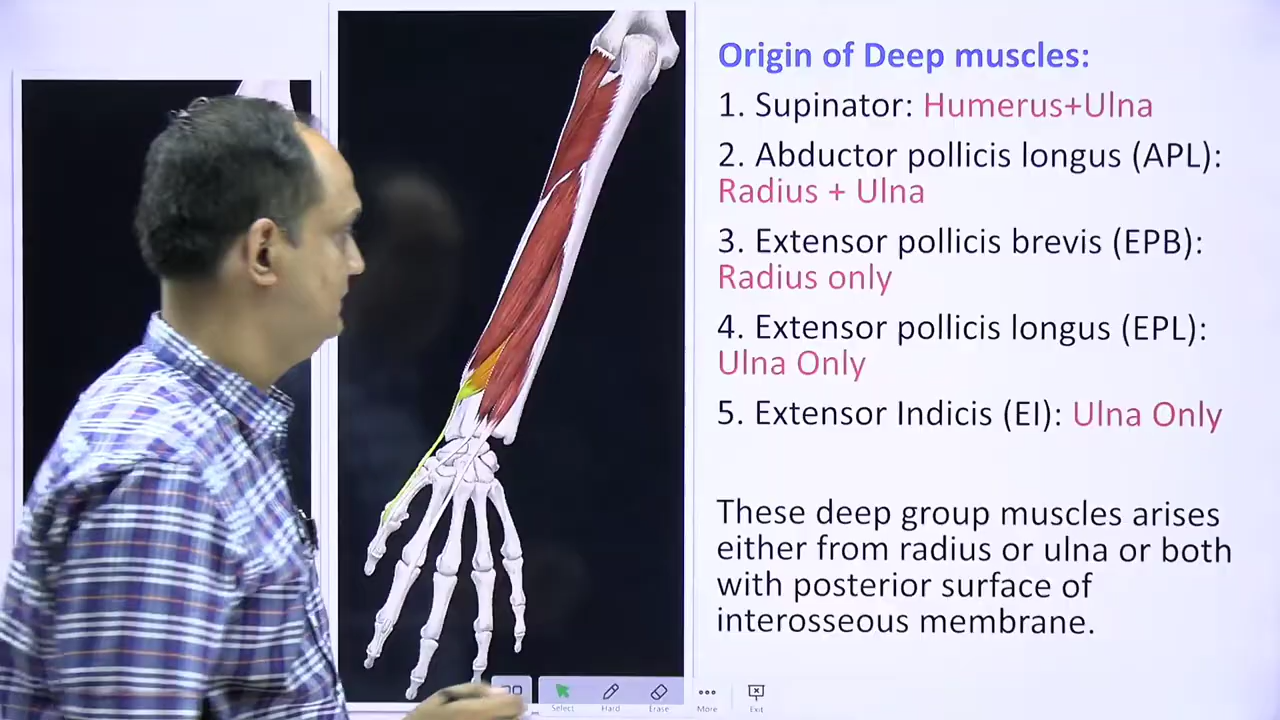 Origin of Deep muscles:
1. Supinator: Humerus+Ulna
2. Abductor pollicis longus (APL):
Radius + Ulna
3. Extensor pollicis brevis (EPB):
Radius only
4. Extensor pollicis longus (EPL):
Ulna Only
5. Extensor Indicis (EI): Ulna Only
These deep group muscles arises
either from radius or ulna or both
with posterior surface of
interosseous membrane.
Select Hard Erase More Exit